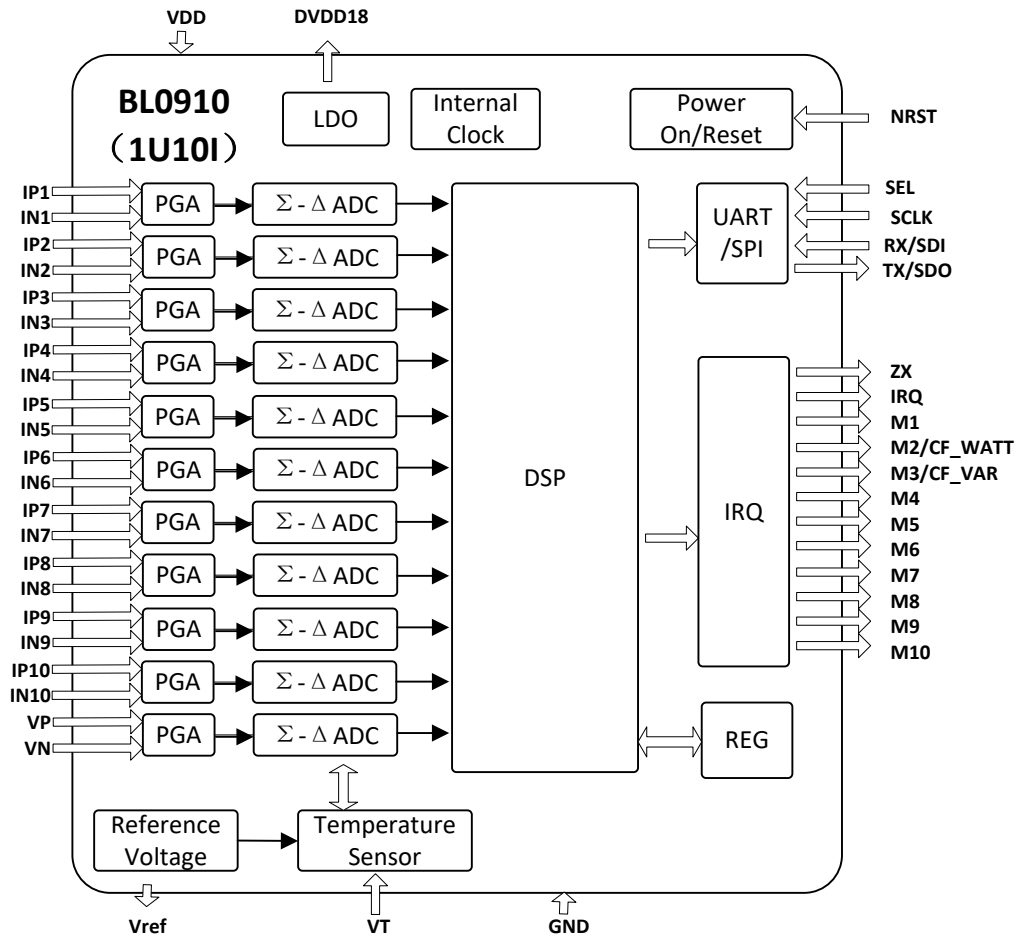 VDD
DVDD18
BL0910
（1U10I）
LDO
Internal
Clock
Power
On/Reset
NRST
IP1
IN1
PGA
Σ - Δ ADC
IP2
IN2
PGA
Σ - Δ ADC
IP3
IN3
PGA
Σ - Δ ADC
IP4
IN4
PGA
Σ - Δ ADC
IP5
IN5
PGA
Σ - Δ ADC
IP6
IN6
PGA
Σ - Δ ADC
IP7
IN7
PGA
Σ - Δ ADC
IP8
IN8
PGA
Σ - Δ ADC
IP9
IN9
PGA
Σ - Δ ADC
IP10
IN10
PGA
Σ - Δ ADC
VP
VN
PGA
Σ - Δ ADC
DSP
UART
/SPI
SEL
SCLK
RX/SDI
TX/SDO
IRQ
ZX
IRQ
M1
M2/CF_WATT
M3/CF_VAR
M4
M5
M6
M7
M8
M9
M10
REG
Reference
Voltage
Temperature
Sensor
Vref
VT
GND